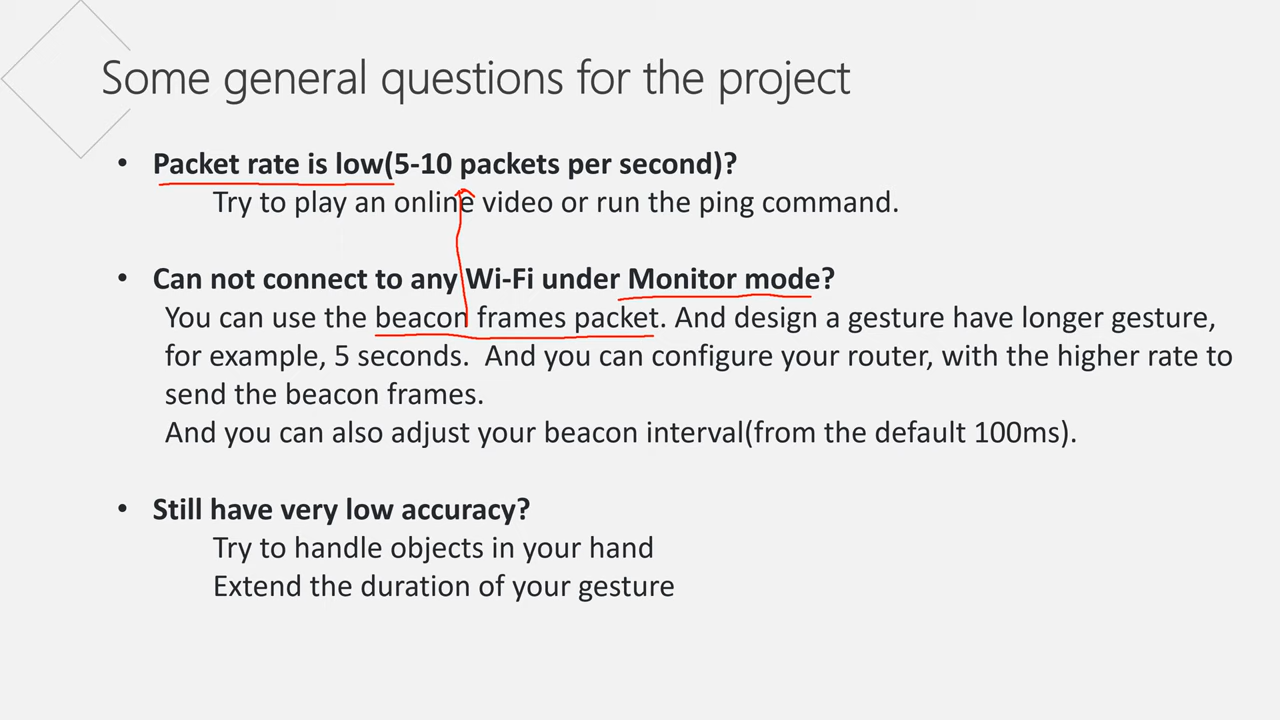 Some general questions for the project
• Packet rate is low(5-10 packets per second)?
Try to play an online video or run the ping command.
• Can not connect to any Wi-Fi under Monitor mode?
You can use the beacon frames packet. And design a gesture have longer gesture,
for example, 5 seconds. And you can configure your router, with the higher rate to
send the beacon frames.
And you can also adjust your beacon interval(from the default 100ms).
• Still have very low accuracy?
Try to handle objects in your hand
Extend the duration of your gesture